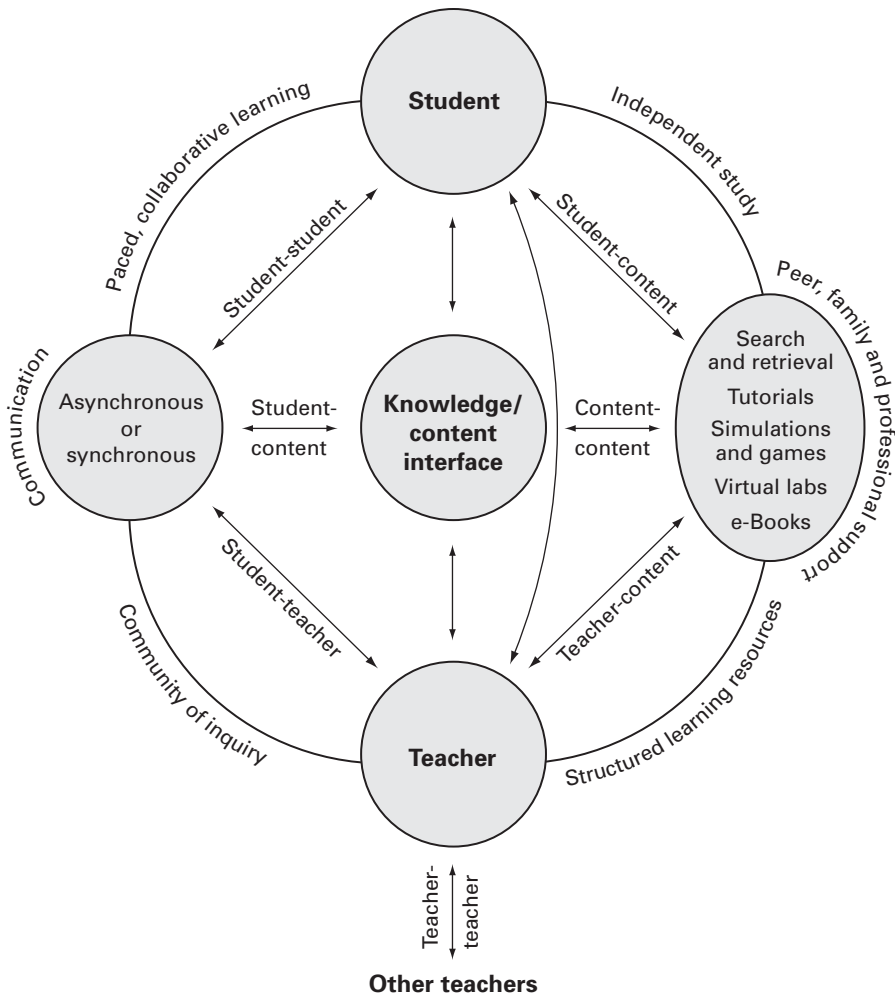 Student
Paced, collaborative learning
Independent study
Student-student
Student-content
Peer, family and professional support
Communication
Asynchronous
or
synchronous
Student-
content
Knowledge/
content
interface
Content-
content
Search
and retrieval
Tutorials
Simulations
and games
Virtual labs
e-Books
Student-teacher
Teacher-content
Community of inquiry
Structured learning resources
Teacher
Teacher-
teacher
Other teachers